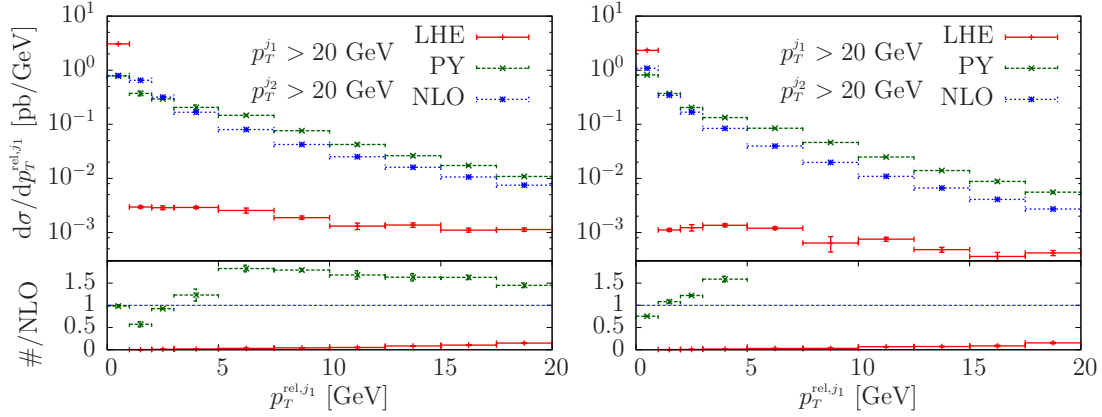 dσ/dp_T^{rel,j_1} [pb/GeV]
10^1
10^0
10^{-1}
10^{-2}
10^{-3}
p_T^{j_1} > 20 GeV
p_T^{j_2} > 20 GeV
LHE
PY
NLO
#/NLO
1.5
1
0.5
0
0 5 10 15 20
p_T^{rel,j_1} [GeV]
10^1
10^0
10^{-1}
10^{-2}
10^{-3}
p_T^{j_1} > 20 GeV
p_T^{j_2} > 20 GeV
LHE
PY
NLO
1.5
1
0.5
0
0 5 10 15 20
p_T^{rel,j_1} [GeV]